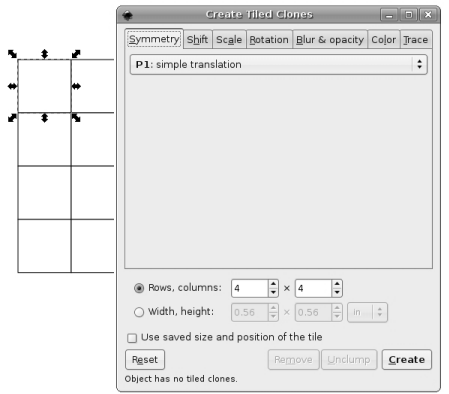 Create Tiled Clones
Symmetry Shift Scale Rotation Blur & opacity Color Trace
P1: simple translation
Rows, columns: 4 × 4
Width, height: 0.56 × 0.56 in
Use saved size and position of the tile
Reset Remove Unclump Create
Object has no tiled clones.